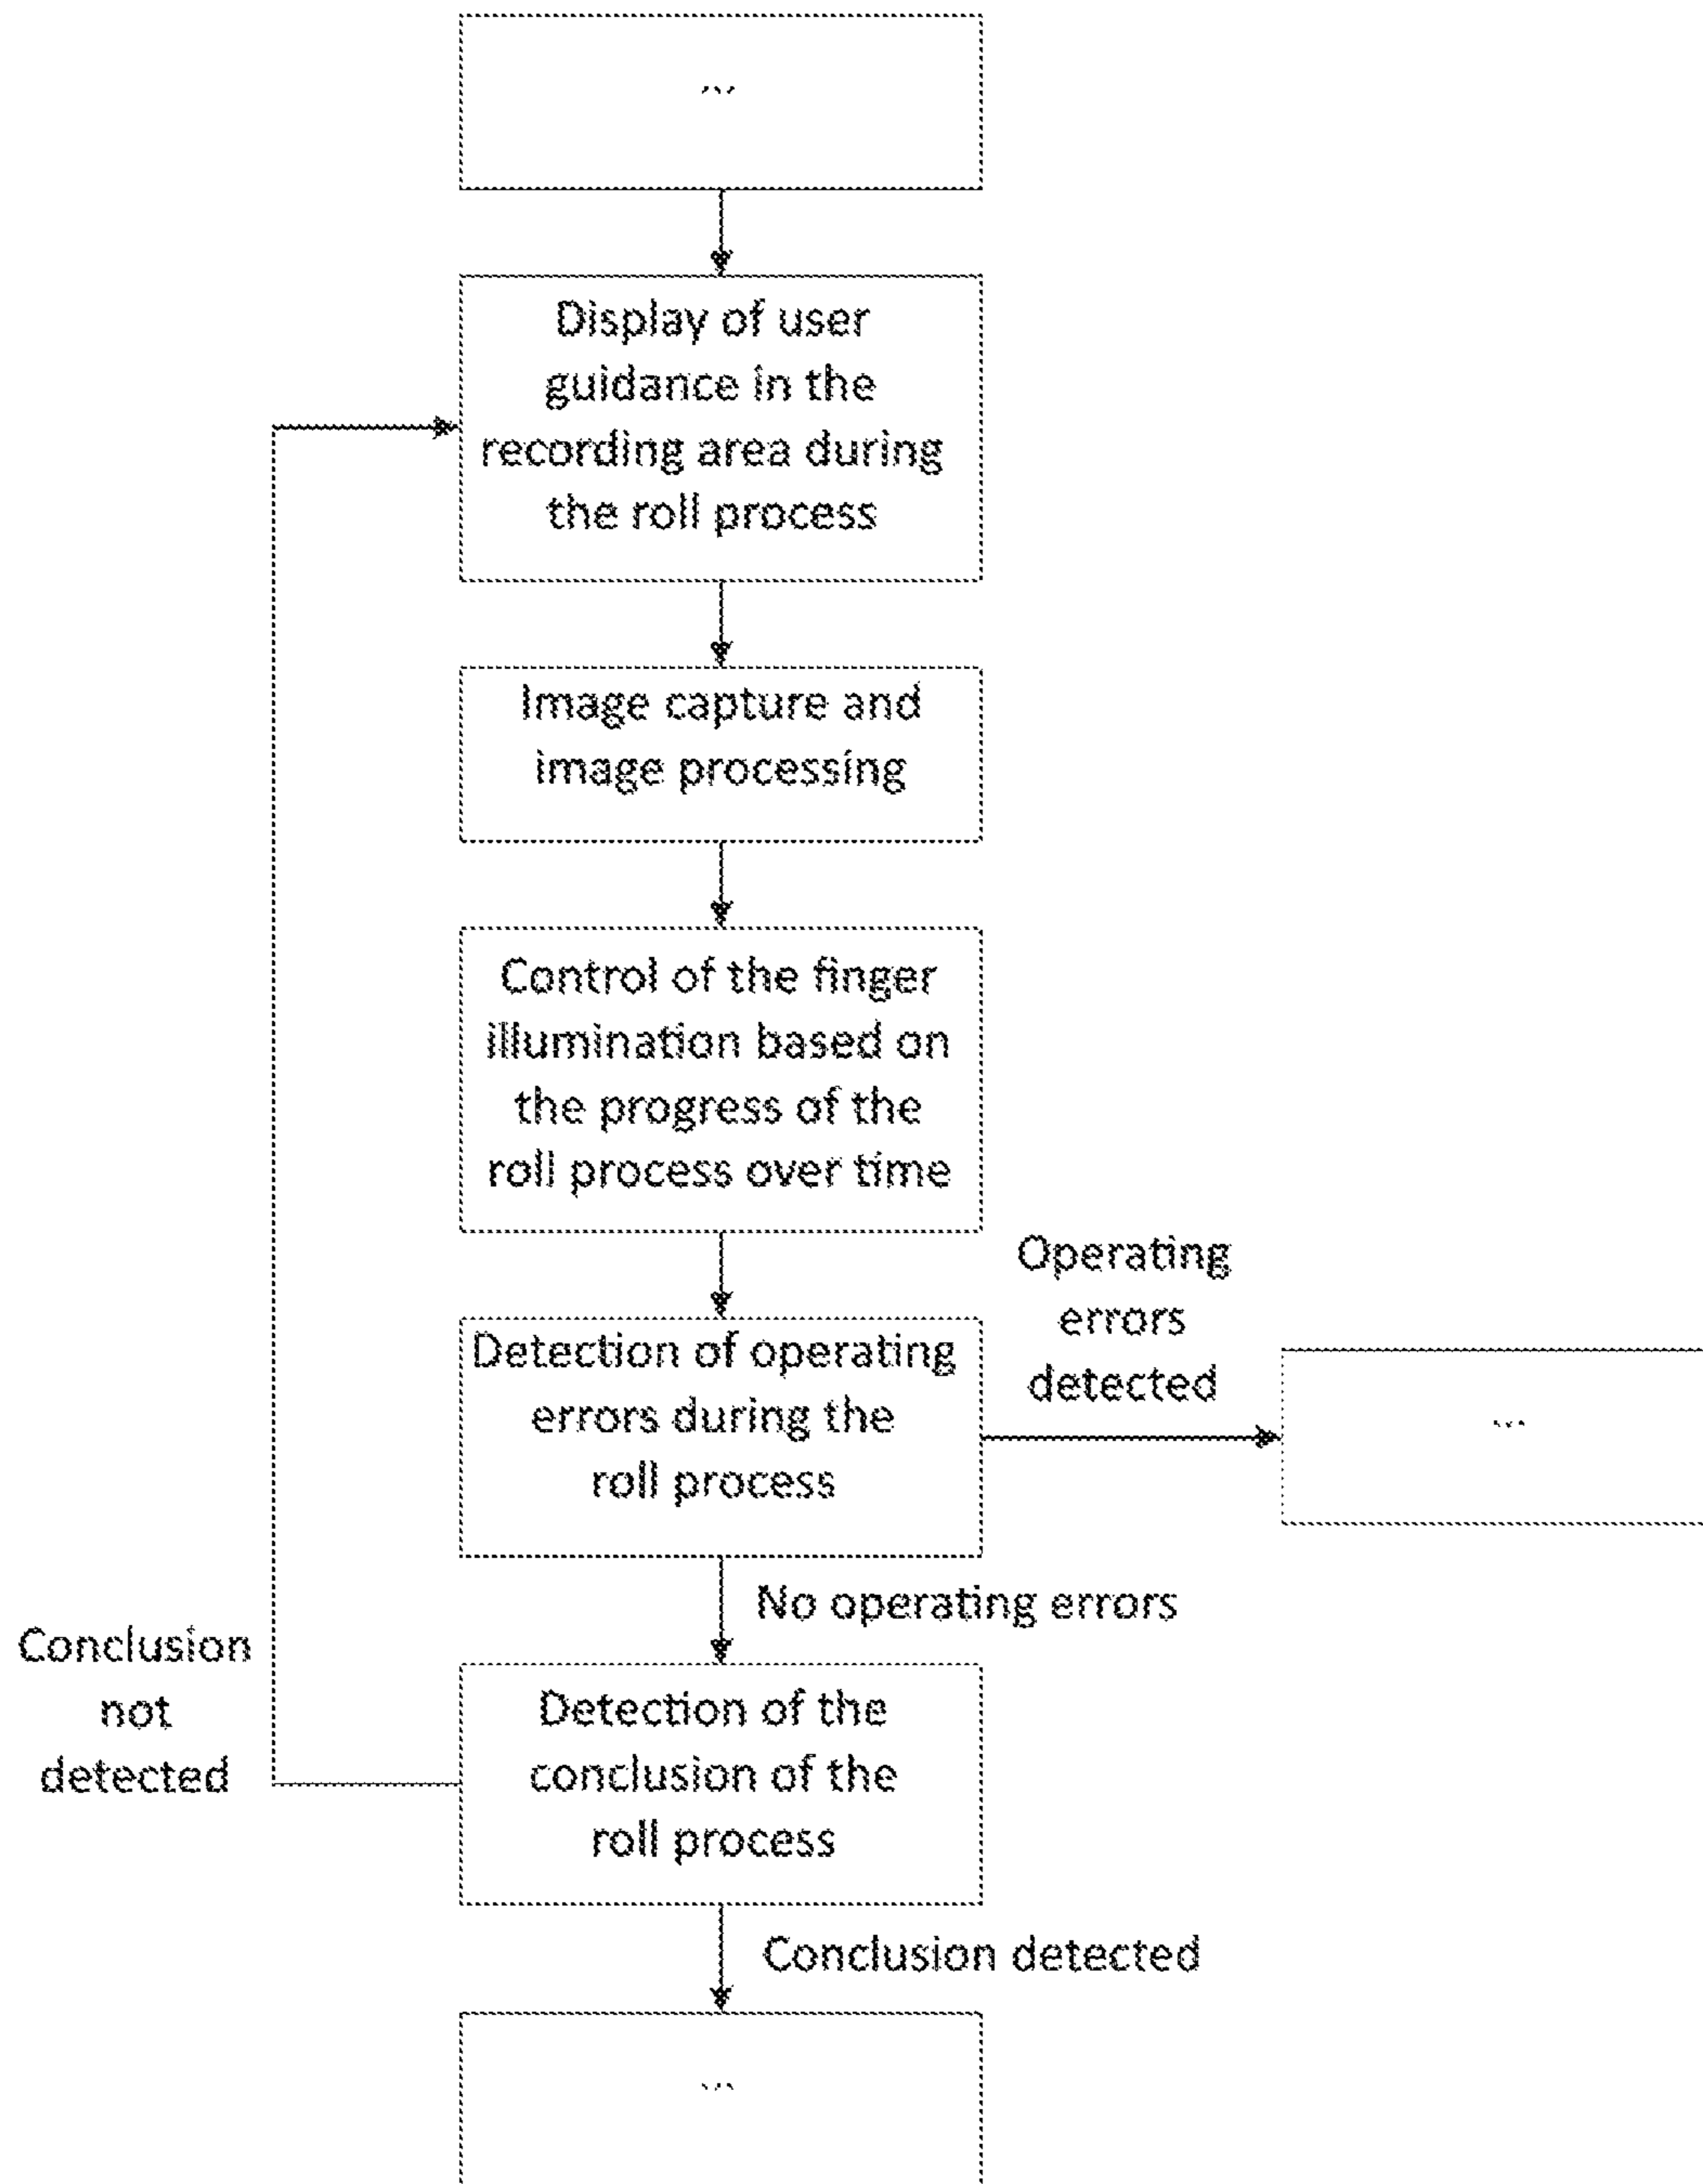 ...
Display of user
guidance in the
recording area during
the roll process
Image capture and
image processing
Control of the finger
illumination based on
the progress of the
roll process over time
Operating
errors
detected
Detection of operating
errors during the
roll process
...
No operating errors
Conclusion
not
detected
Detection of the
conclusion of the
roll process
Conclusion detected
...